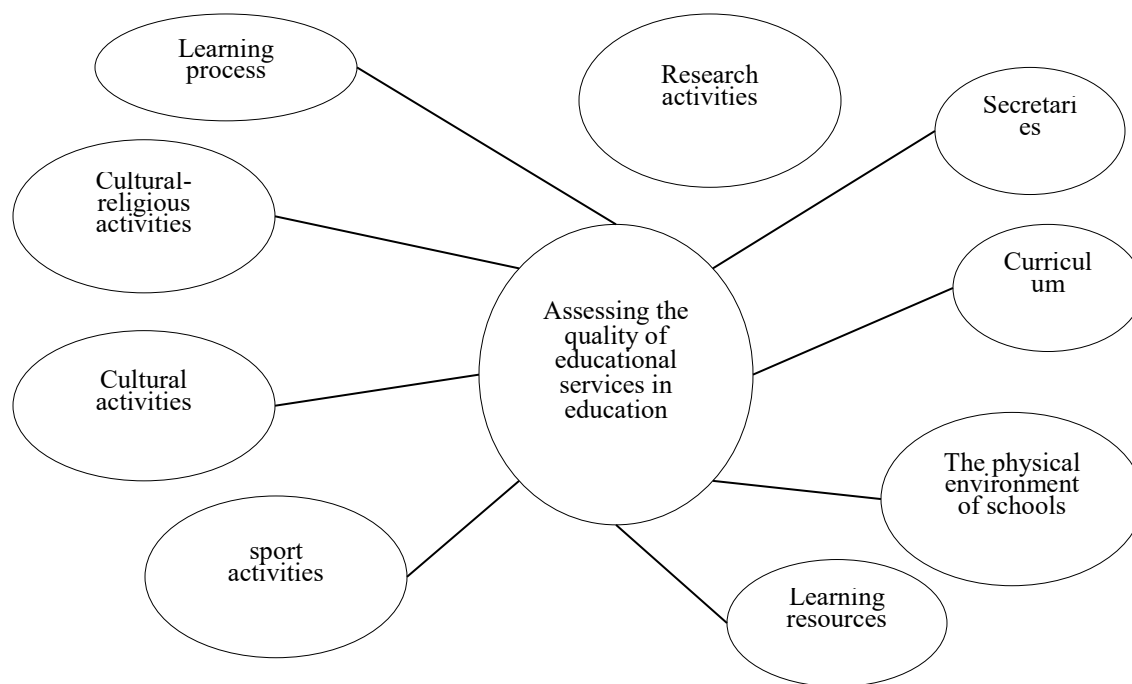 Learning
process
Research
activities
Secretari
es
Cultural-
religious
activities
Curricul
um
Assessing the
quality of
educational
services in
education
Cultural
activities
The physical
environment
of schools
sport
activities
Learning
resources